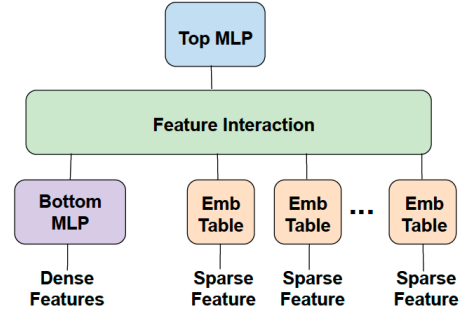 Top MLP
Feature Interaction
Bottom
MLP
Emb
Table
Emb
Table
...
Emb
Table
Dense
Features
Sparse
Feature
Sparse
Feature
Sparse
Feature